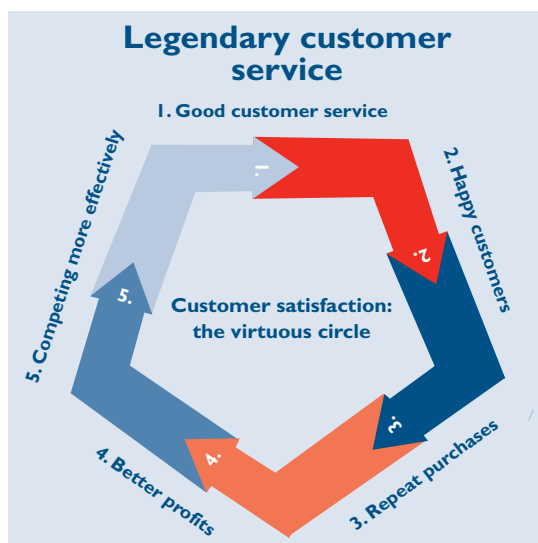 Legendary customer
service
1. Good customer service
2. Happy customers
3. Repeat purchases
4. Better profits
5. Competing more effectively
1.
2.
3.
4.
5.
Customer satisfaction:
the virtuous circle